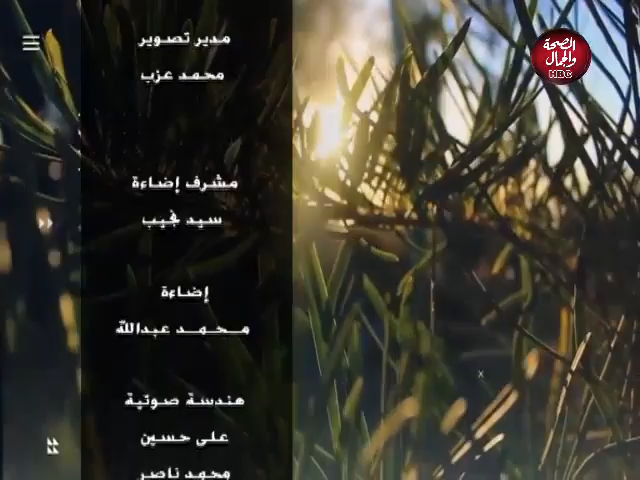 الصحة
والجمال
HBC
مدير تصوير
محمد عزب
مشرف إضاءة
سيد نجيب
إضاءة
محمد عبدالله
هندسة صوتية
على حسين
محمد ناصر